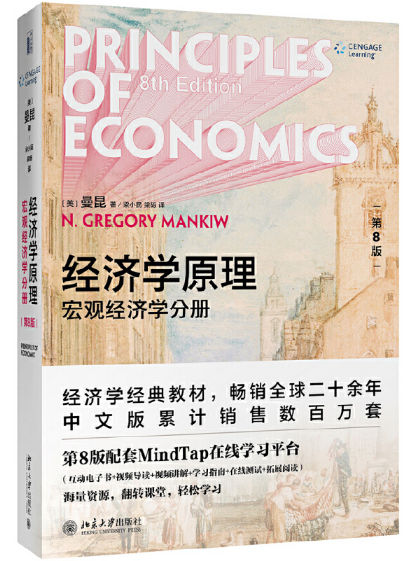 PRINCIPLES
OF
8th Edition
ECONOMICS
CENGAGE
Learning
[美] 曼昆 著/梁小民 梁砾 译
N. GREGORY MANKIW
第8版
经济学原理
宏观经济学分册
经济学经典教材，畅销全球二十余年
中文版累计销售数百万套
第8版配套MindTap在线学习平台
（互动电子书+视频导读+视频讲解+学习指南+在线测试+拓展阅读）
海量资源，翻转课堂，轻松学习
北京大学出版社
[美]
曼昆
著
梁小民
梁砾
译
经济学原理
宏观经济学分册
（第8版）
PRINCIPLES OF
ECONOMICS
北京大学出版社